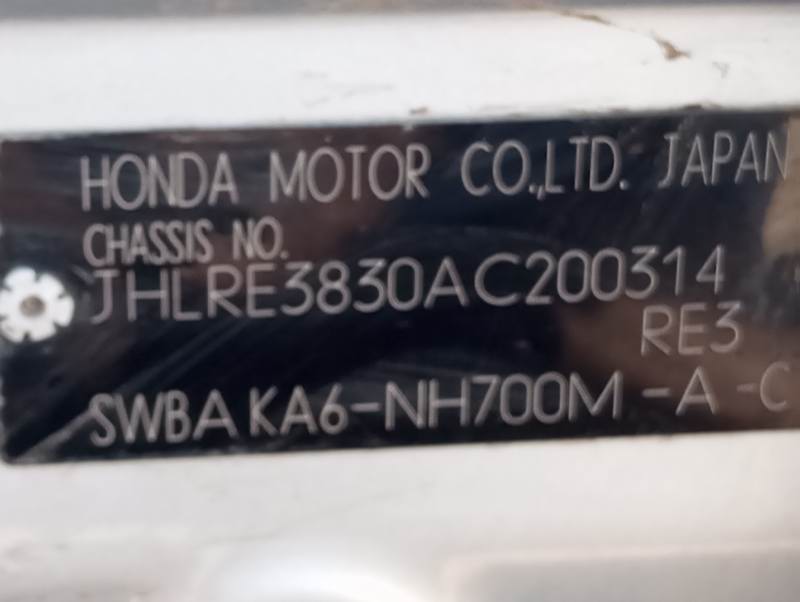 HONDA MOTOR CO.,LTD. JAPAN
CHASSIS NO.
JHLRE3830AC200314
RE3
SWBA KA6-NH700M -A -C